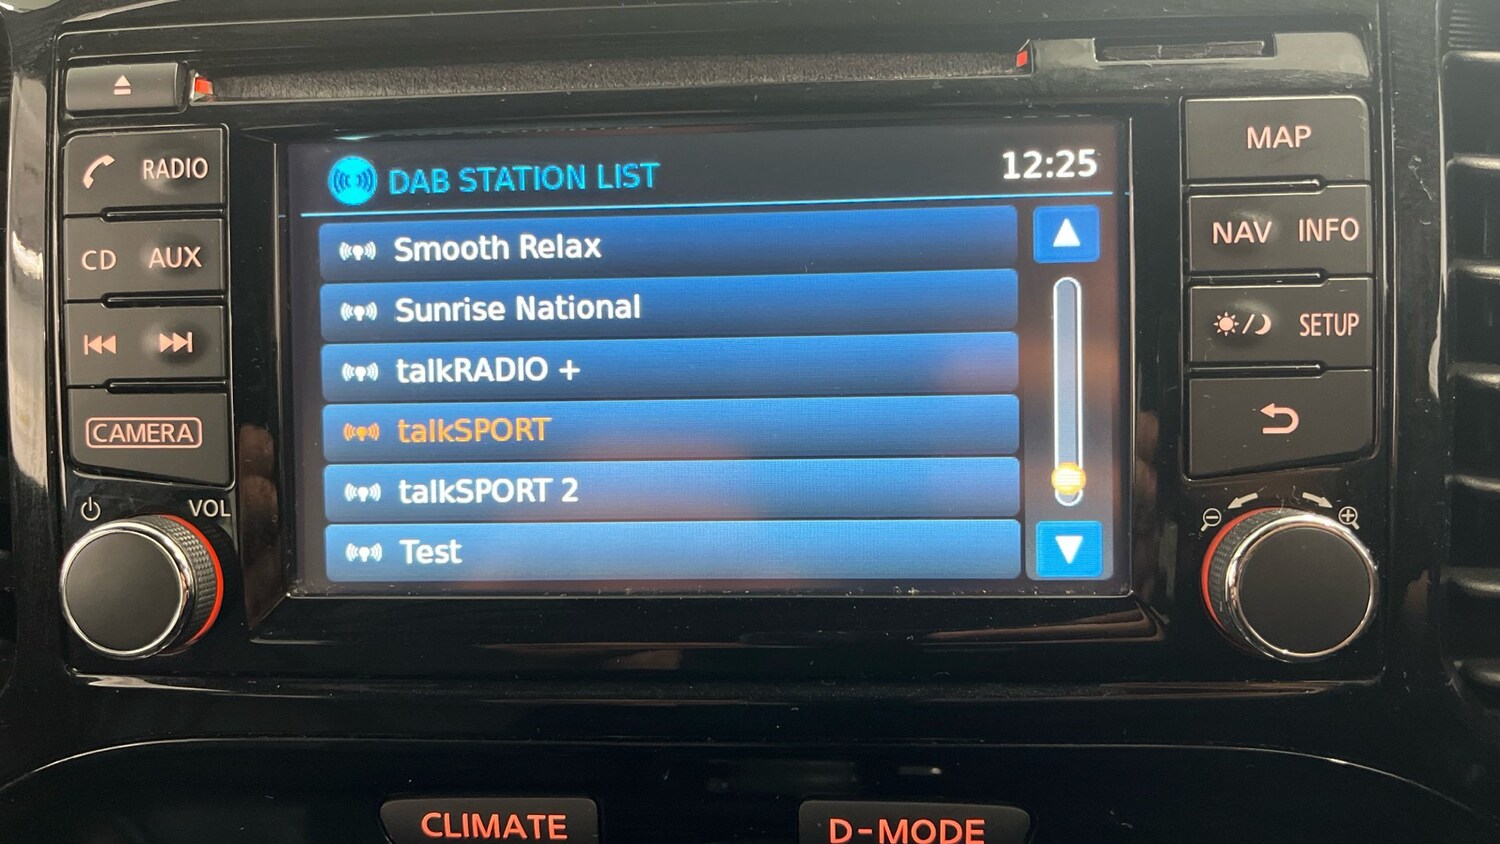 DAB STATION LIST 12:25
Smooth Relax
Sunrise National
talkRADIO +
talkSPORT
talkSPORT 2
Test
RADIO
CD AUX
CAMERA
VOL
MAP
NAV INFO
SETUP
CLIMATE
D-MODE